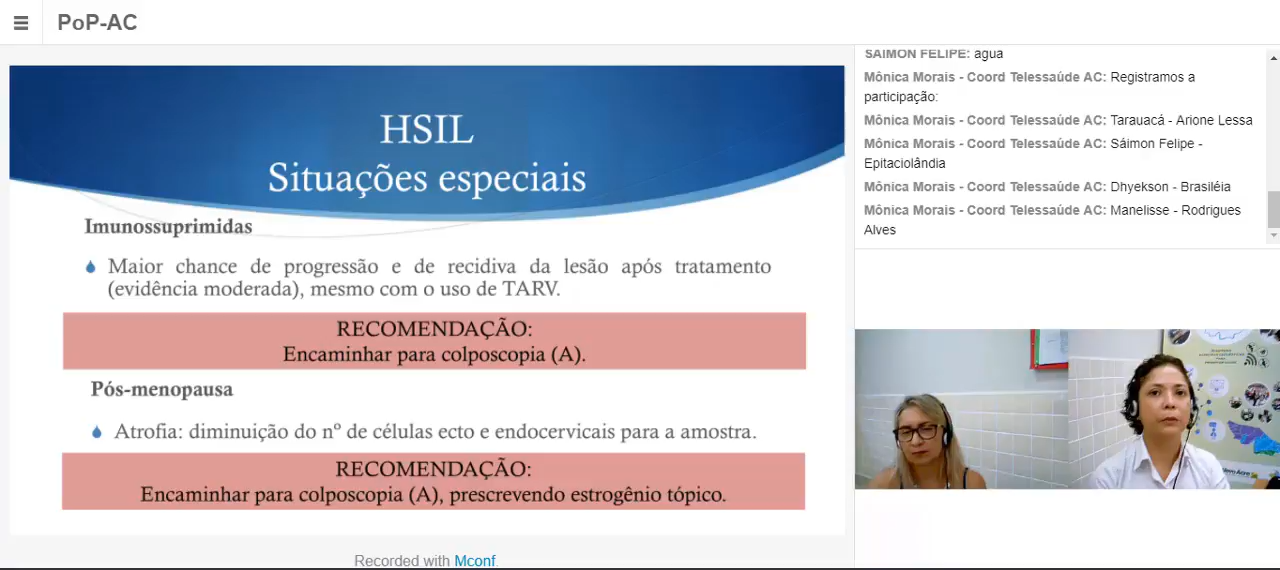 PoP-AC
HSIL
Situações especiais
Imunossuprimidas
Maior chance de progressão e de recidiva da lesão após tratamento
(evidência moderada), mesmo com o uso de TARV.
RECOMENDAÇÃO:
Encaminhar para colposcopia (A).
Pós-menopausa
Atrofia: diminuição do nº de células ecto e endocervicais para a amostra.
RECOMENDAÇÃO:
Encaminhar para colposcopia (A), prescrevendo estrogênio tópico.
Recorded with Mconf.
SAIMON FELIPE: agua
Mônica Morais - Coord Telessaúde AC: Registramos a
participação:
Mônica Morais - Coord Telessaúde AC: Tarauacá - Arione Lessa
Mônica Morais - Coord Telessaúde AC: Sáimon Felipe -
Epitaciolândia
Mônica Morais - Coord Telessaúde AC: Dhyekson - Brasiléia
Mônica Morais - Coord Telessaúde AC: Manelisse - Rodrigues
Alves